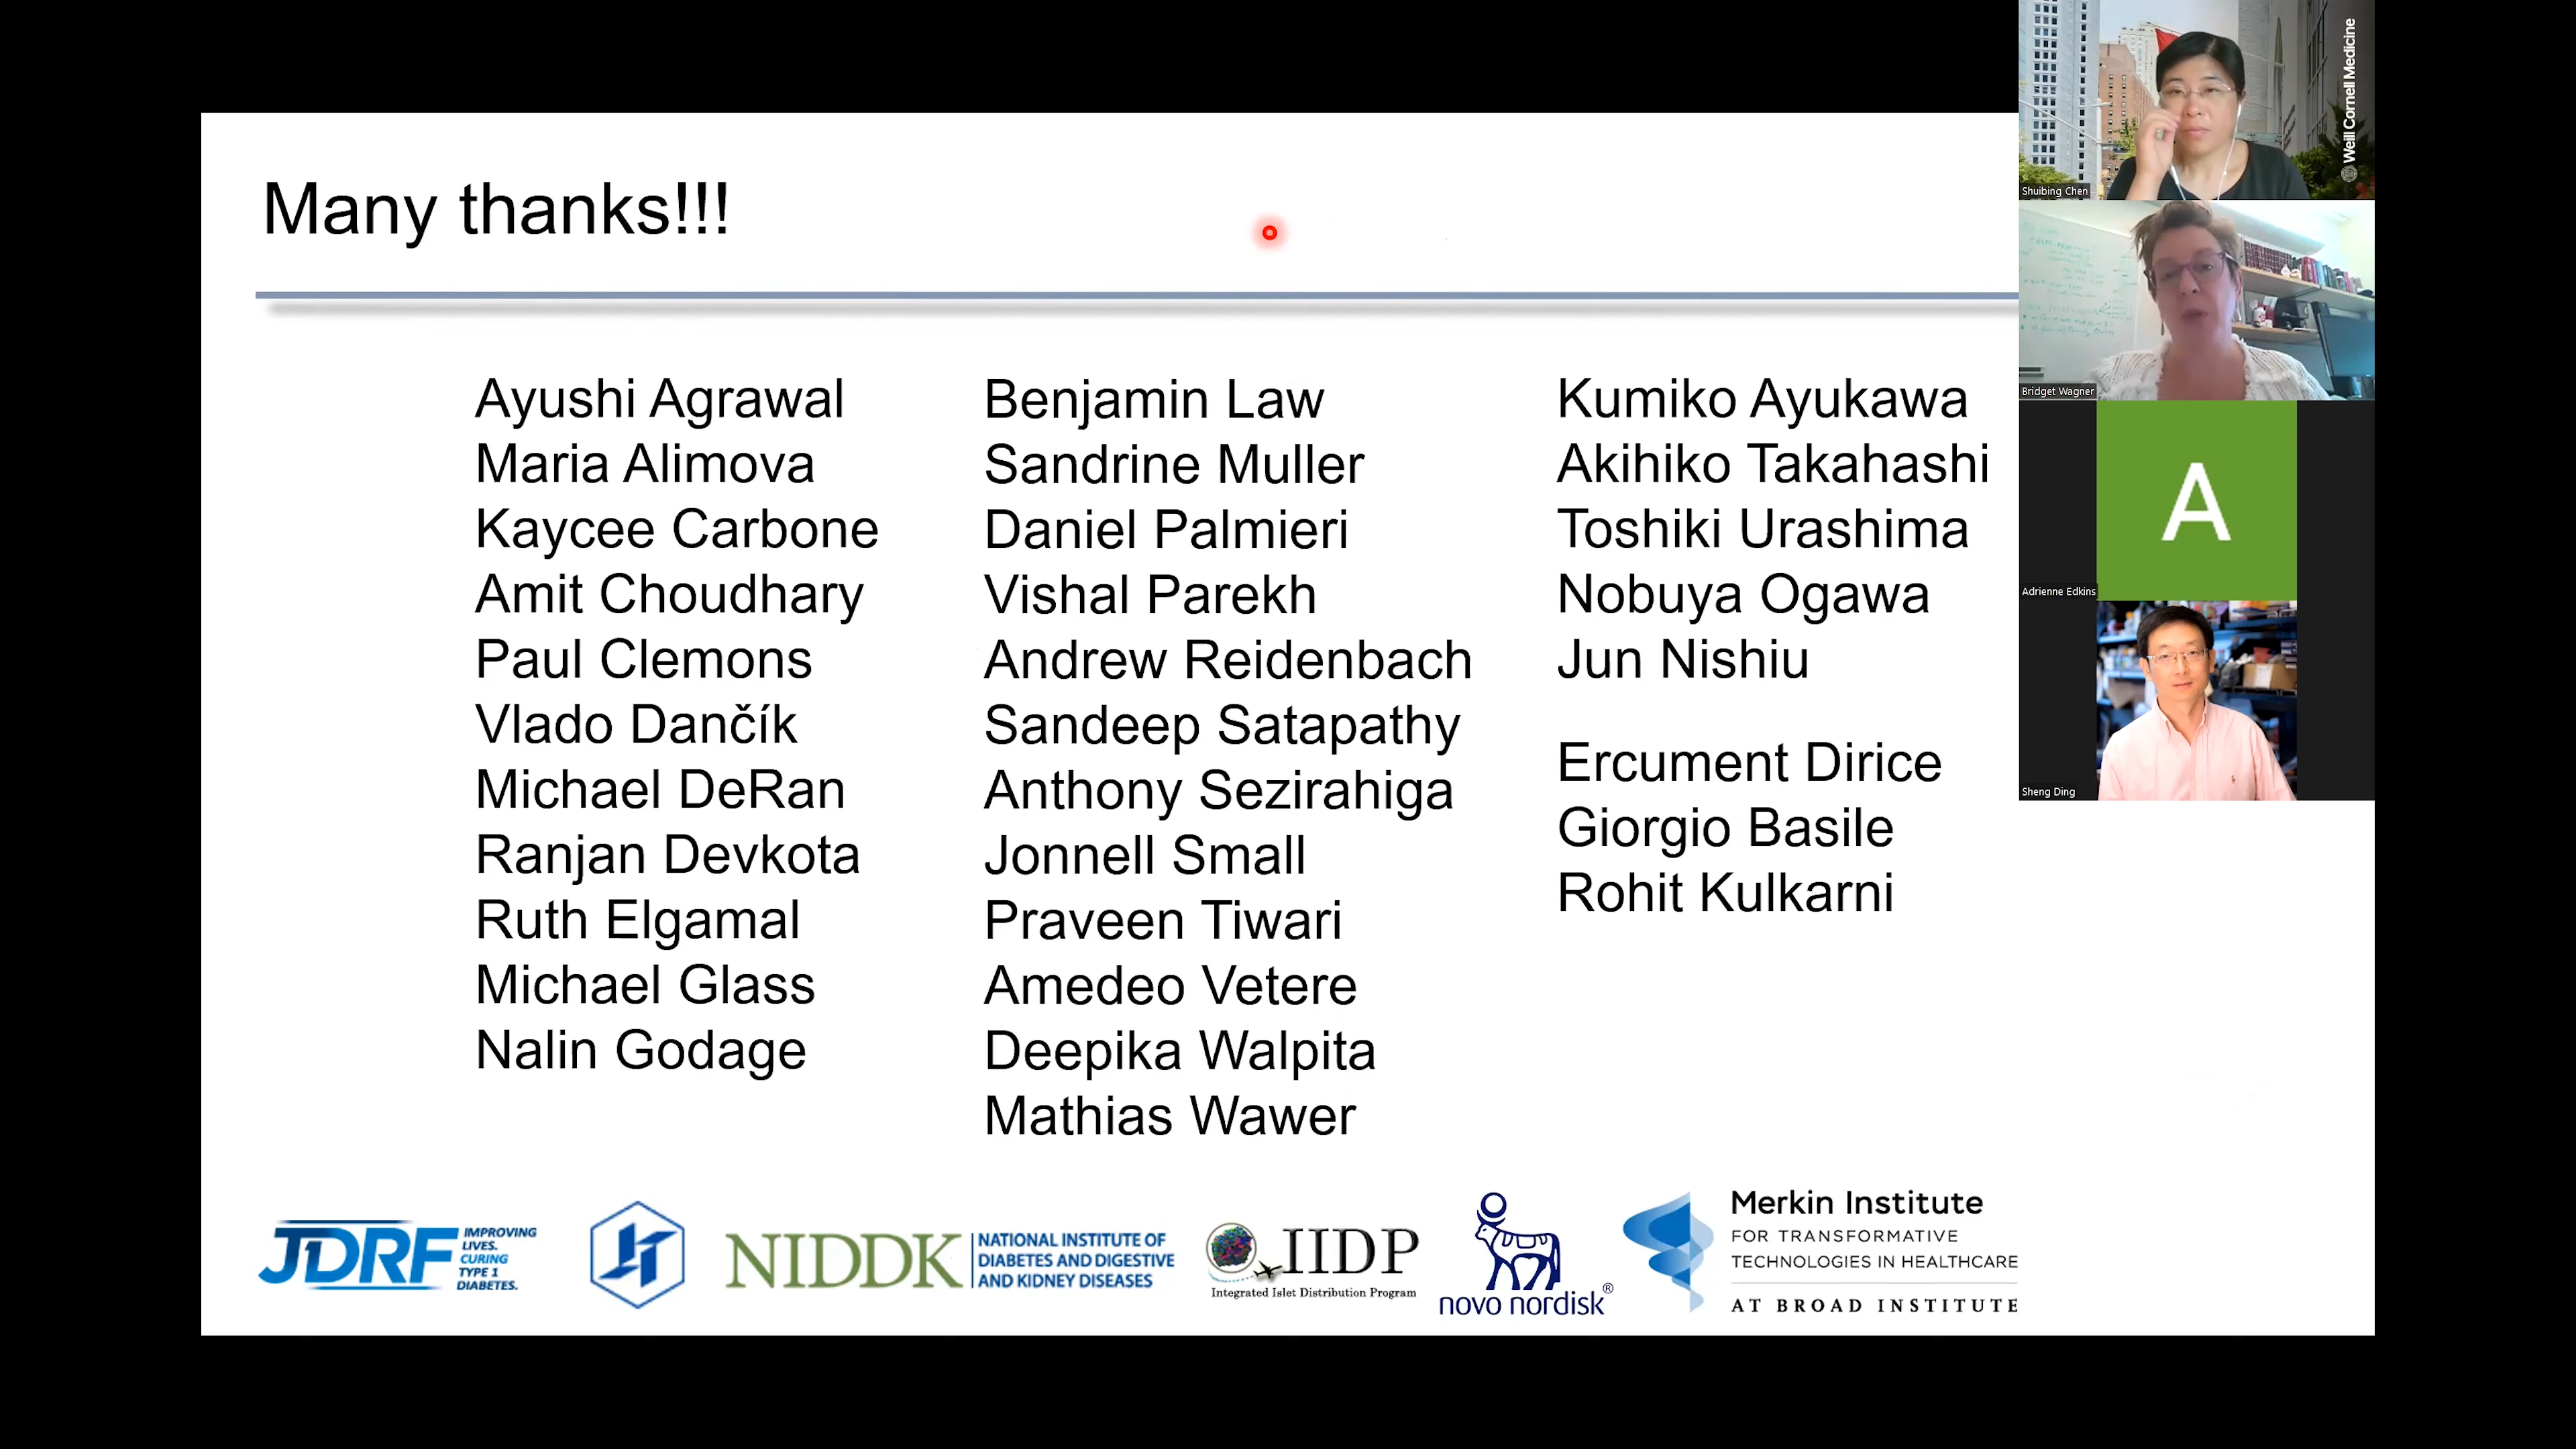 Many thanks!!!
Ayushi Agrawal
Maria Alimova
Kaycee Carbone
Amit Choudhary
Paul Clemons
Vlado Dančík
Michael DeRan
Ranjan Devkota
Ruth Elgamal
Michael Glass
Nalin Godage
Benjamin Law
Sandrine Muller
Daniel Palmieri
Vishal Parekh
Andrew Reidenbach
Sandeep Satapathy
Anthony Sezirahiga
Jonnell Small
Praveen Tiwari
Amedeo Vetere
Deepika Walpita
Mathias Wawer
Kumiko Ayukawa
Akihiko Takahashi
Toshiki Urashima
Nobuya Ogawa
Jun Nishiu
Ercument Dirice
Giorgio Basile
Rohit Kulkarni
JDRF
IMPROVING
LIVES.
CURING
TYPE 1
DIABETES.
NIDDK
NATIONAL INSTITUTE OF
DIABETES AND DIGESTIVE
AND KIDNEY DISEASES
IIDP
Integrated Islet Distribution Program
novo nordisk®
Merkin Institute
FOR TRANSFORMATIVE
TECHNOLOGIES IN HEALTHCARE
AT BROAD INSTITUTE
Weill Cornell Medicine
Shuibing Chen
Bridget Wagner
A
Adrienne Edkins
Sheng Ding